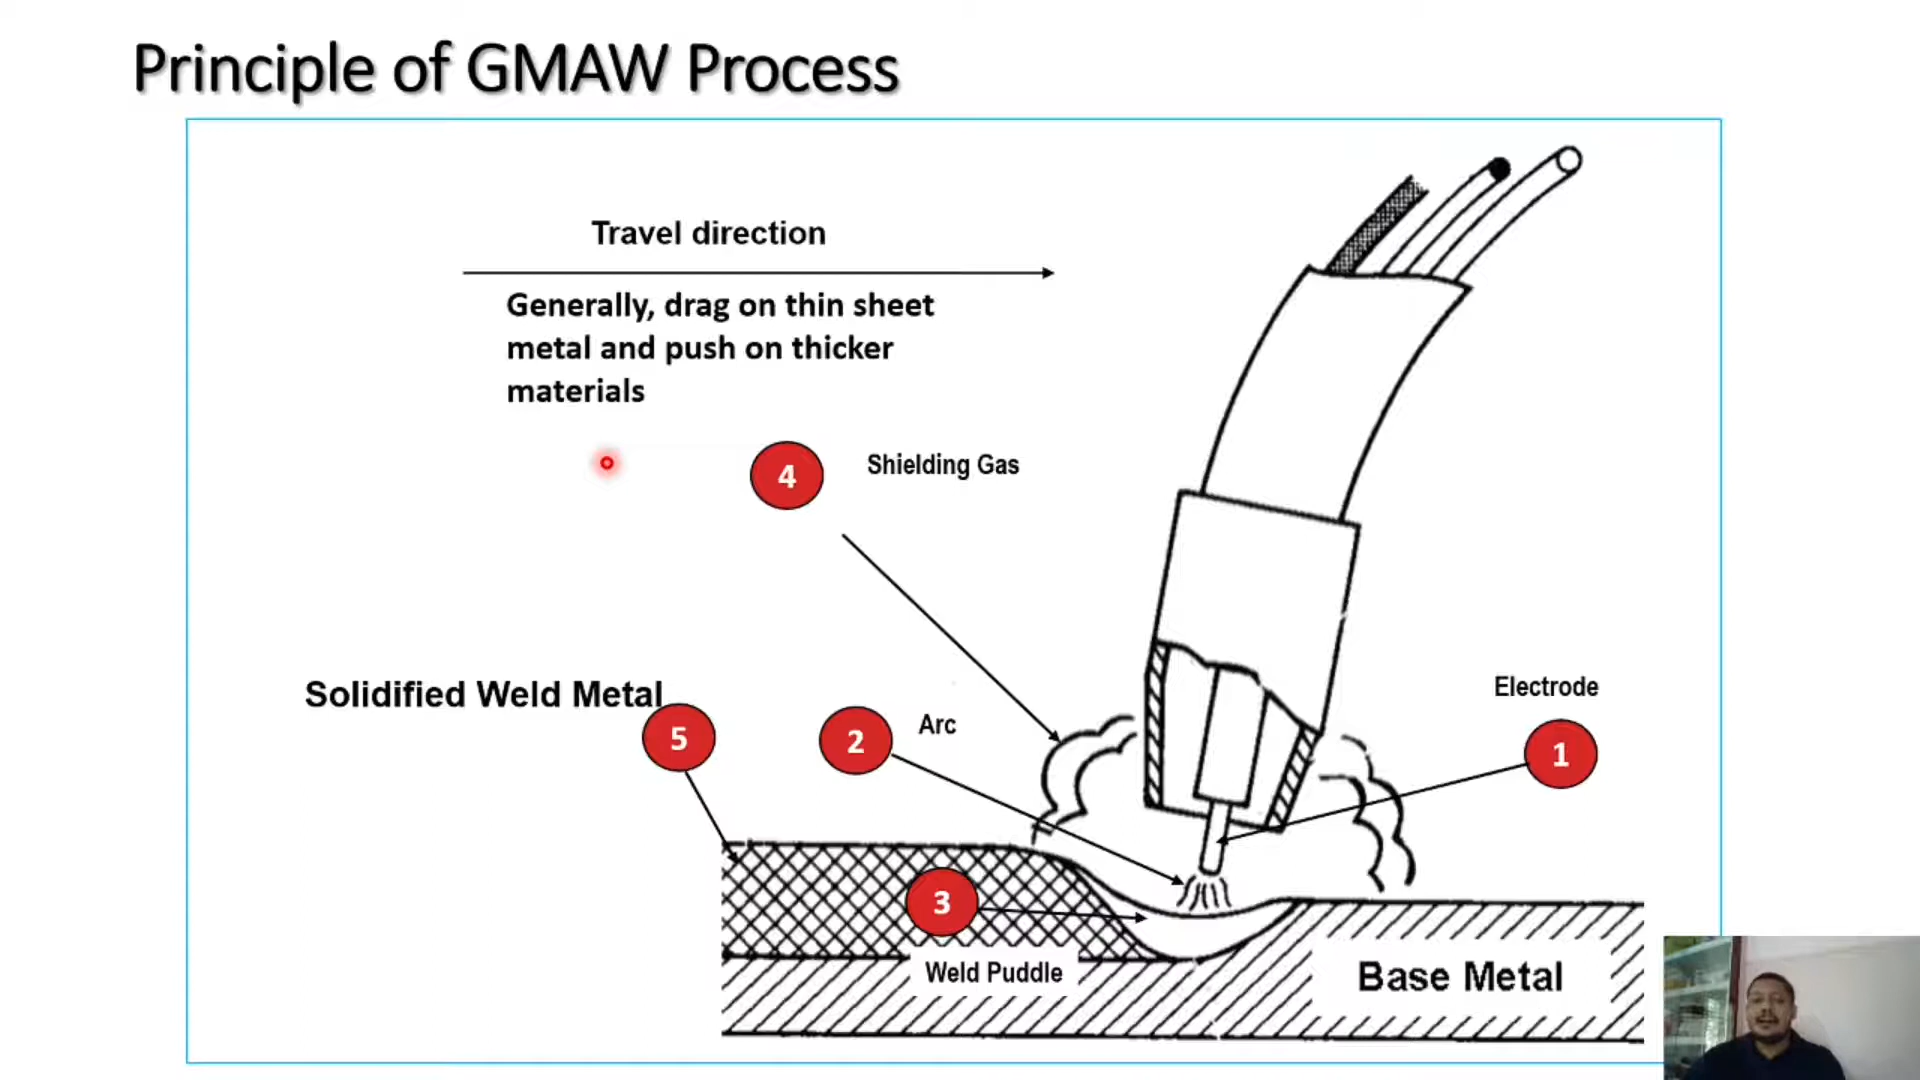 Principle of GMAW Process
Travel direction
Generally, drag on thin sheet
metal and push on thicker
materials
4
Shielding Gas
Solidified Weld Metal
5
2
Arc
Electrode
1
3
Weld Puddle
Base Metal